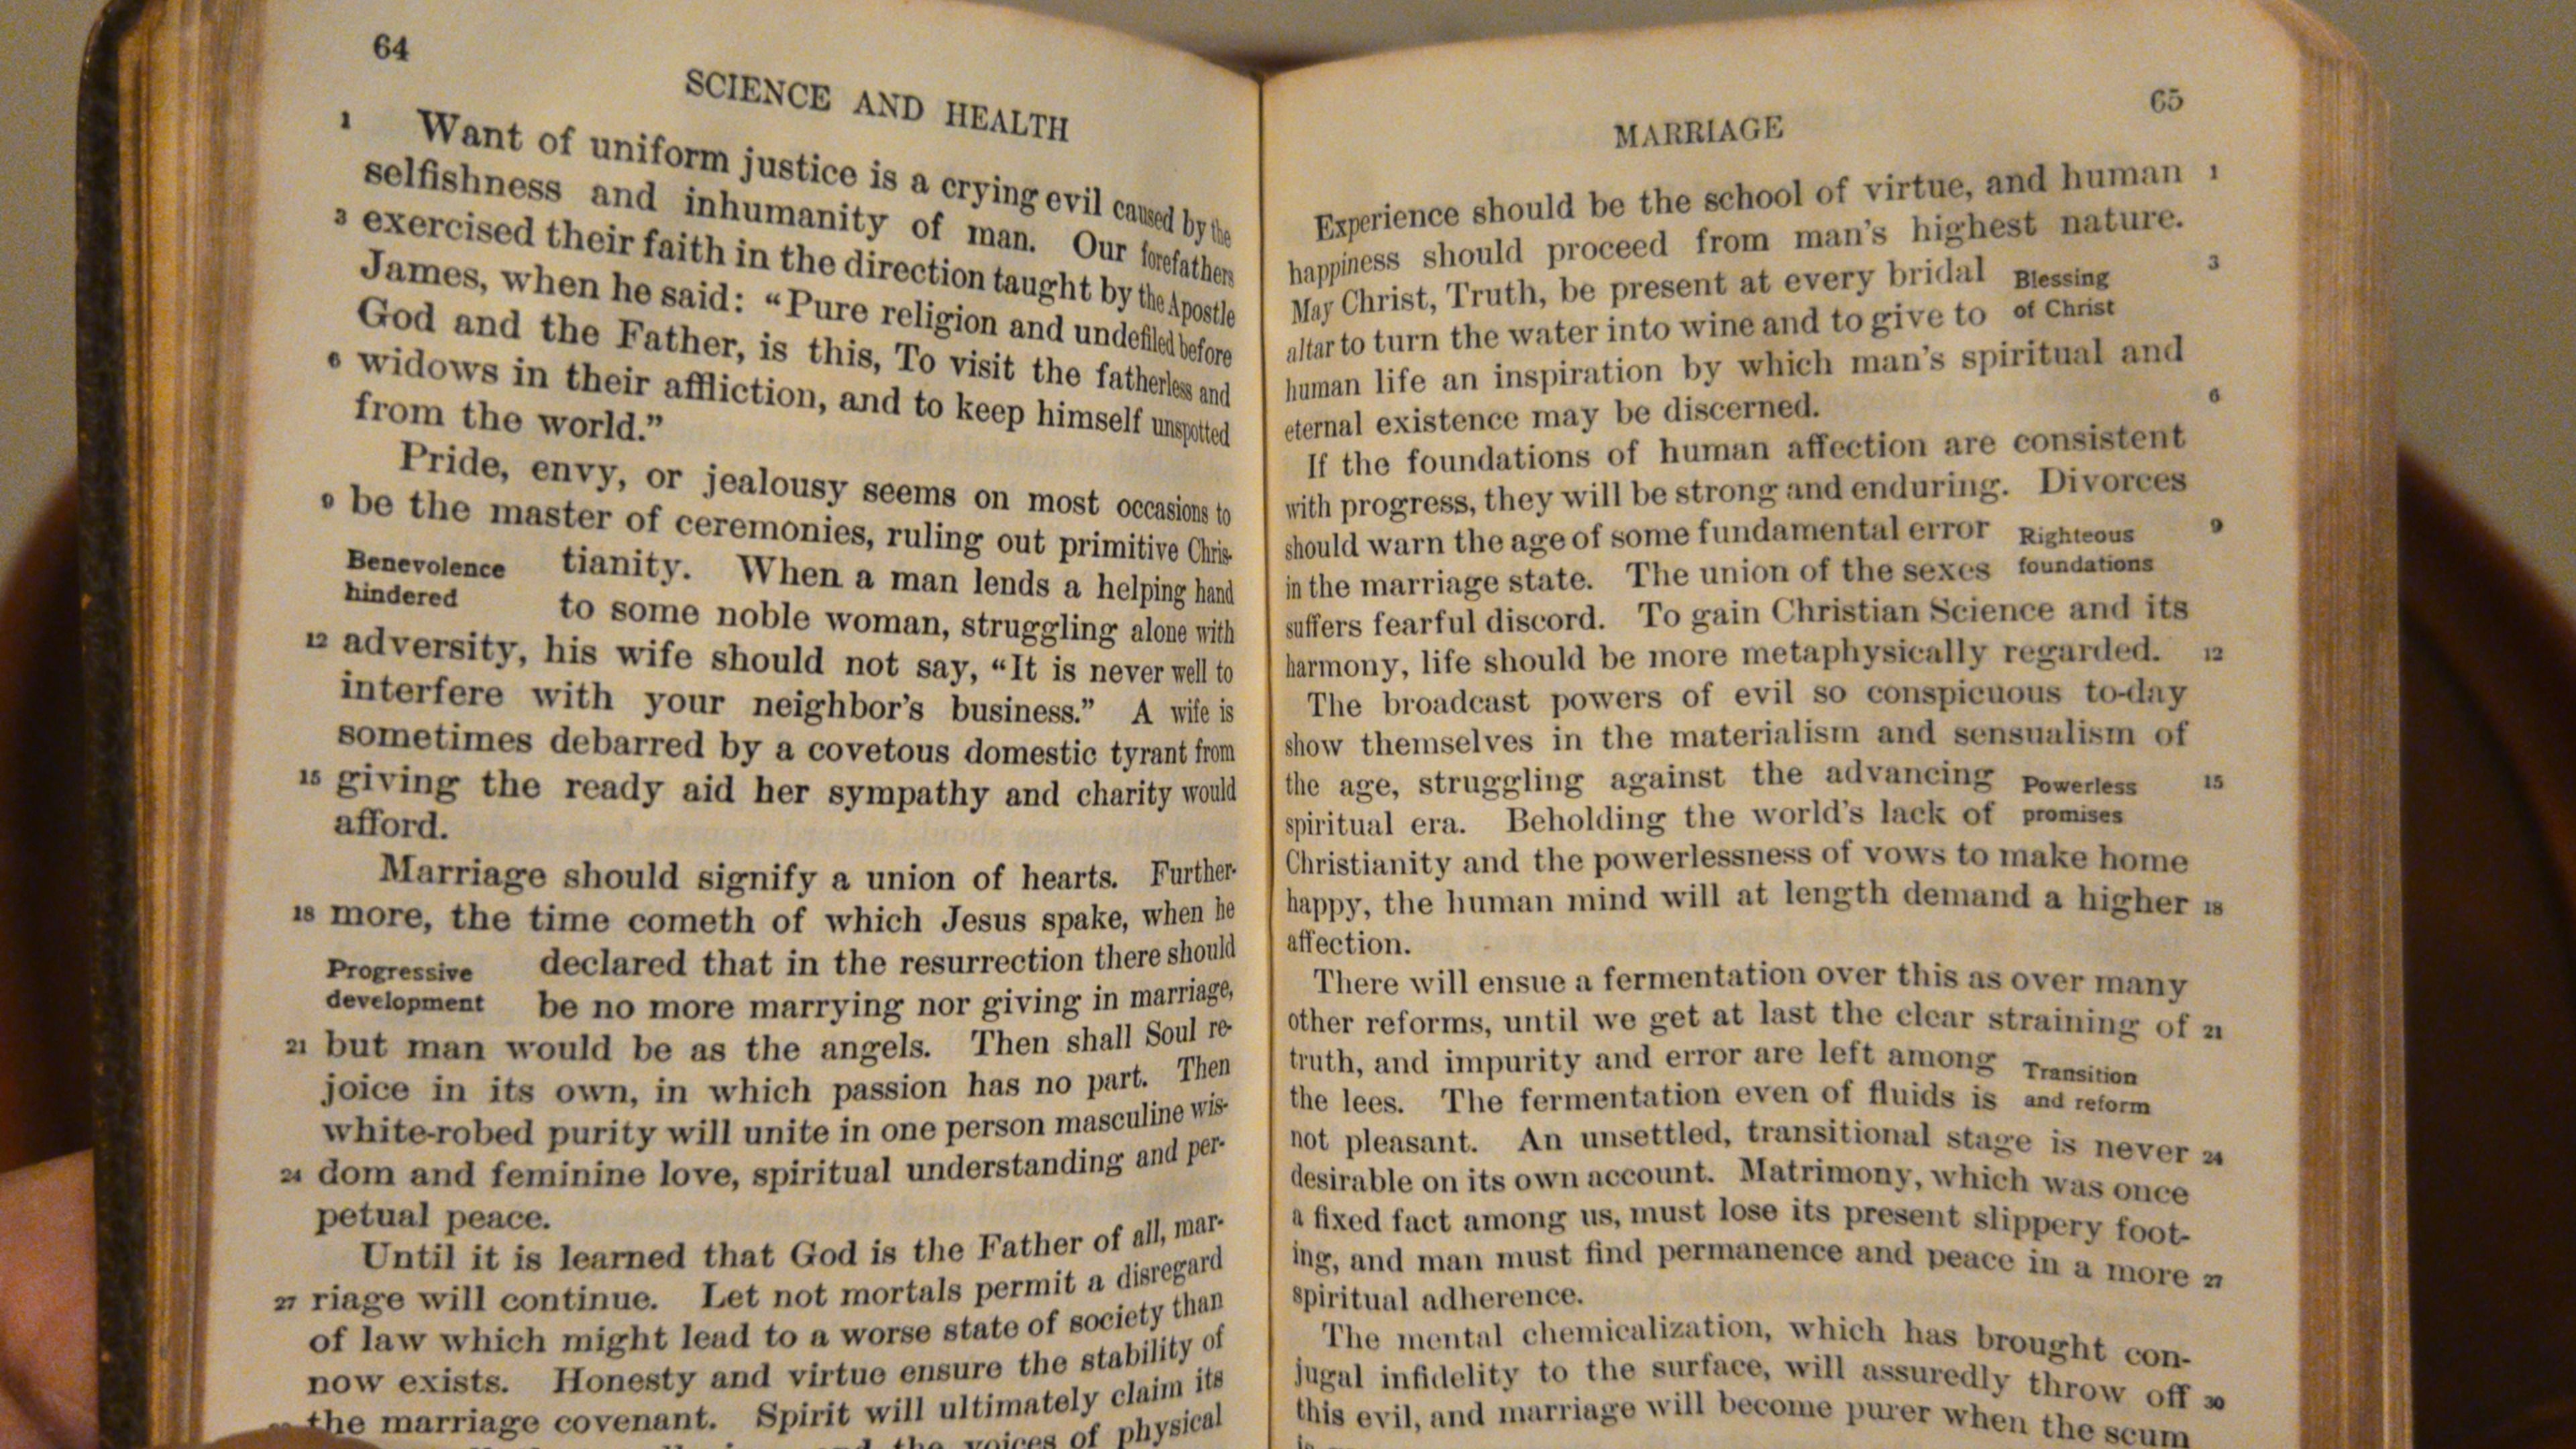 64
SCIENCE AND HEALTH
1 Want of uniform justice is a crying evil caused by the
selfishness and inhumanity of man. Our forefathers
3 exercised their faith in the direction taught by the Apostle
James, when he said: “Pure religion and undefiled before
God and the Father, is this, To visit the fatherless and
6 widows in their affliction, and to keep himself unspotted
from the world.”
Pride, envy, or jealousy seems on most occasions to
9 be the master of ceremonies, ruling out primitive Chris-
Benevolence
hindered
tianity. When a man lends a helping hand
to some noble woman, struggling alone with
12 adversity, his wife should not say, “It is never well to
interfere with your neighbor's business.” A wife is
sometimes debarred by a covetous domestic tyrant from
15 giving the ready aid her sympathy and charity would
afford.
Marriage should signify a union of hearts. Further-
18 more, the time cometh of which Jesus spake, when he
Progressive
development
declared that in the resurrection there should
be no more marrying nor giving in marriage,
21 but man would be as the angels. Then shall Soul re-
joice in its own, in which passion has no part. Then
white-robed purity will unite in one person masculine wis-
24 dom and feminine love, spiritual understanding and per-
petual peace.
Until it is learned that God is the Father of all, mar-
27 riage will continue. Let not mortals permit a disregard
of law which might lead to a worse state of society than
now exists. Honesty and virtue ensure the stability of
the marriage covenant. Spirit will ultimately claim its
the voices of physical
65
MARRIAGE
Experience should be the school of virtue, and human 1
happiness should proceed from man's highest nature.
May Christ, Truth, be present at every bridal 3
altar to turn the water into wine and to give to
Blessing
of Christ
human life an inspiration by which man's spiritual and
eternal existence may be discerned. 6
If the foundations of human affection are consistent
with progress, they will be strong and enduring. Divorces
should warn the age of some fundamental error 9
in the marriage state. The union of the sexes
Righteous
foundations
suffers fearful discord. To gain Christian Science and its
harmony, life should be more metaphysically regarded. 12
The broadcast powers of evil so conspicuous to-day
show themselves in the materialism and sensualism of
the age, struggling against the advancing 15
spiritual era. Beholding the world's lack of
Powerless
promises
Christianity and the powerlessness of vows to make home
happy, the human mind will at length demand a higher 18
affection.
There will ensue a fermentation over this as over many
other reforms, until we get at last the clear straining of 21
truth, and impurity and error are left among
the lees. The fermentation even of fluids is
Transition
and reform
not pleasant. An unsettled, transitional stage is never 24
desirable on its own account. Matrimony, which was once
a fixed fact among us, must lose its present slippery foot-
ing, and man must find permanence and peace in a more 27
spiritual adherence.
The mental chemicalization, which has brought con-
jugal infidelity to the surface, will assuredly throw off 30
this evil, and marriage will become purer when the scum